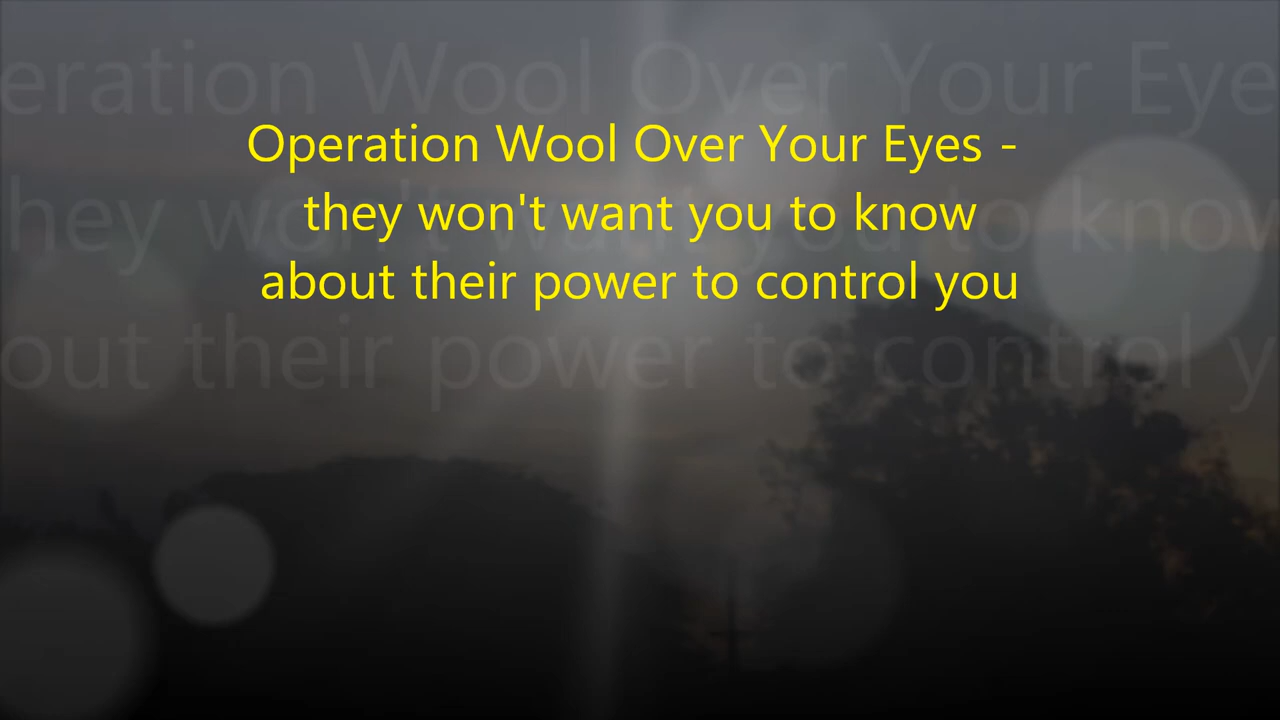 Operation Wool Over Your Eyes -
they won't want you to know
about their power to control you